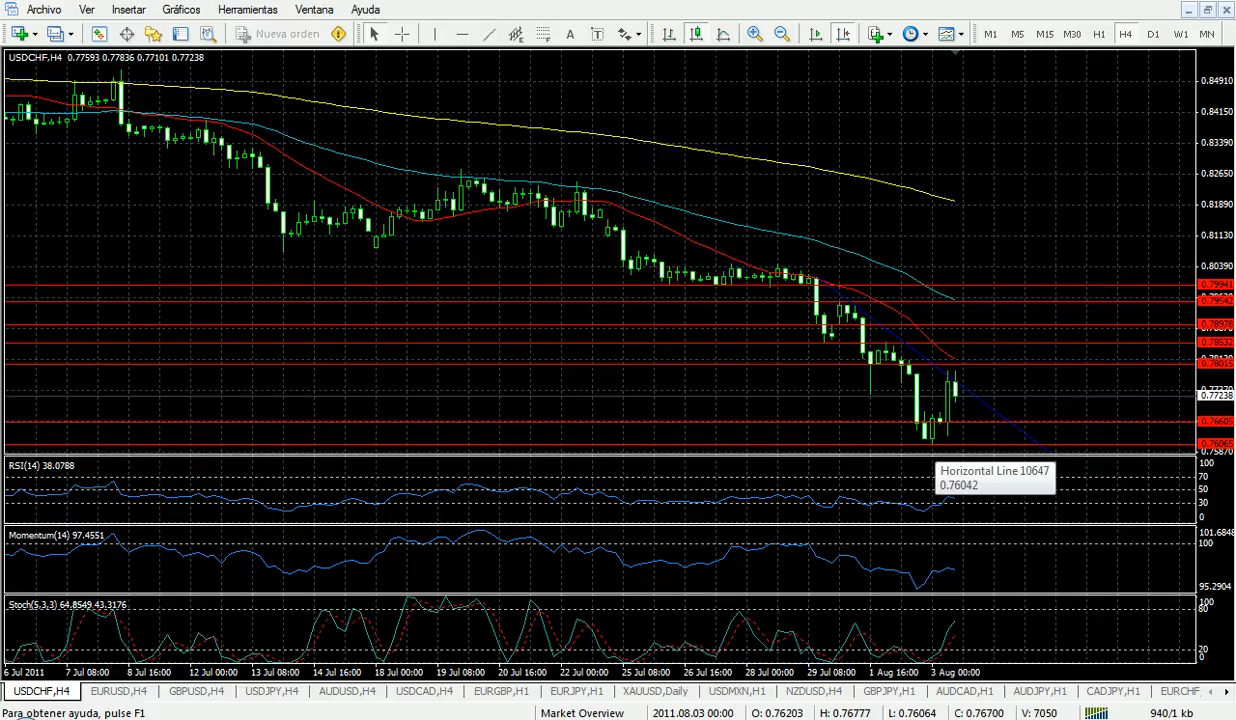 Archivo Ver Insertar Gráficos Herramientas Ventana Ayuda
Nueva orden A T M1 M5 M15 M30 H1 H4 D1 W1 MN
USDCHF,H4 0.77593 0.77836 0.77101 0.77238
0.84910
0.84150
0.83390
0.82650
0.81890
0.81130
0.80390
0.79941
0.79542
0.78976
0.78532
0.78015
0.77238
0.76605
0.76065
0.75870
RSI(14) 38.0788
100
70
50
30
0
Horizontal Line 10647
0.76042
Momentum(14) 97.4551
101.6848
100
95.2904
Stoch(5,3,3) 64.8549 43.3176
100
80
20
0
6 Jul 2011 7 Jul 08:00 8 Jul 16:00 12 Jul 00:00 13 Jul 08:00 14 Jul 16:00 18 Jul 00:00 19 Jul 08:00 20 Jul 16:00 22 Jul 00:00 25 Jul 08:00 26 Jul 16:00 28 Jul 00:00 29 Jul 08:00 1 Aug 16:00 3 Aug 00:00
USDCHF,H4 EURUSD,H4 GBPUSD,H4 USDJPY,H4 AUDUSD,H4 USDCAD,H4 EURGBP,H1 EURJPY,H1 XAUUSD,Daily USDMXN,H1 NZDUSD,H4 GBPJPY,H1 AUDCAD,H1 AUDJPY,H1 CADJPY,H1 EURCHF
Para obtener ayuda, pulse F1 Market Overview 2011.08.03 00:00 O: 0.76203 H: 0.76777 L: 0.76064 C: 0.76700 V: 7050 940/1 kb